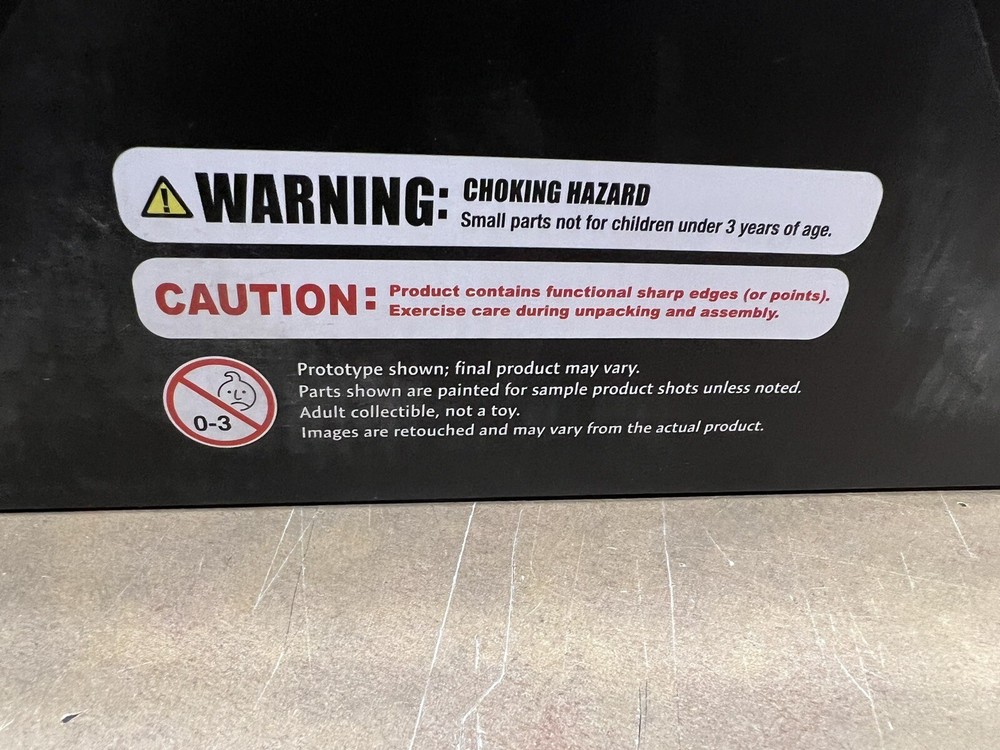 WARNING: CHOKING HAZARD
Small parts not for children under 3 years of age.
CAUTION: Product contains functional sharp edges (or points).
Exercise care during unpacking and assembly.
0-3
Prototype shown; final product may vary.
Parts shown are painted for sample product shots unless noted.
Adult collectible, not a toy.
Images are retouched and may vary from the actual product.